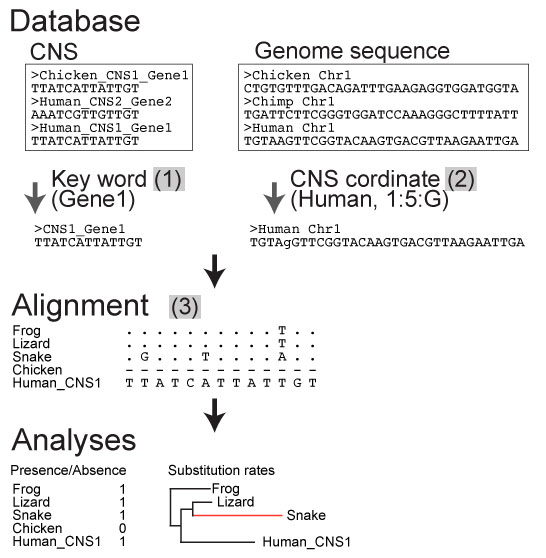 Database
CNS
Genome sequence
>Chicken_CNS1_Gene1
TTATCATTATTGT
>Human_CNS2_Gene2
AAATCGTTGTTGT
>Human_CNS1_Gene1
TTATCATTATTGT
>Chicken Chr1
CTGTGTTTGACAGATTTGAAGAGGTGGATGGTA
>Chimp Chr1
TGATTCTTCGGGTGGATCCAAAGGGCTTTTATT
>Human Chr1
TGTAAGTTCGGTACAAGTGACGTTAAGAATTGA
Key word (1)
(Gene1)
CNS cordinate (2)
(Human, 1:5:G)
>CNS1_Gene1
TTATCATTATTGT
>Human Chr1
TGTAgGTTCGGTACAAGTGACGTTAAGAATTGA
Alignment (3)
Frog . . . . . . . . . . T . .
Lizard . . . . . . . . . . T . .
Snake . G . . . T . . . . A . .
Chicken - - - - - - - - - - - - -
Human_CNS1 T T A T C A T T A T T G T
Analyses
Presence/Absence
Frog 1
Lizard 1
Snake 1
Chicken 0
Human_CNS1 1
Substitution rates
Frog
Lizard
Snake
Human_CNS1